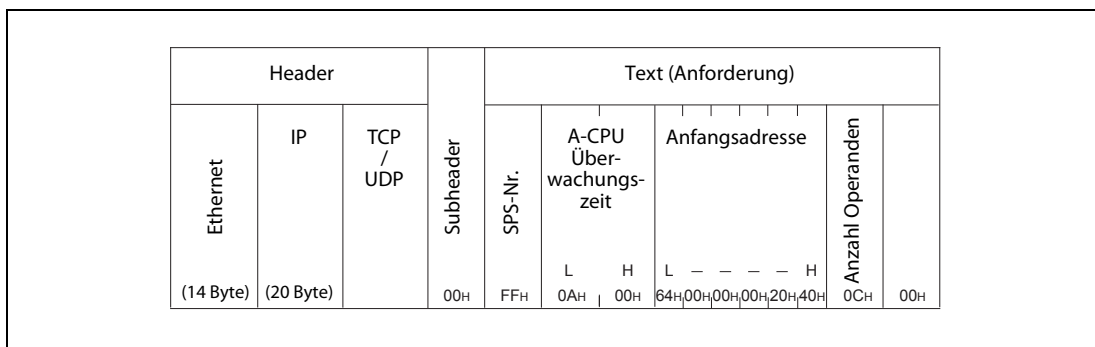 Header
Text (Anforderung)
Ethernet
(14 Byte)
IP
(20 Byte)
TCP
/
UDP
Subheader
00H
SPS-Nr.
FFH
A-CPU
Über-
wachungs-
zeit
L H
0AH 00H
Anfangsadresse
L – – – – H
64H 00H 00H 00H 20H 40H
Anzahl Operanden
0CH
00H